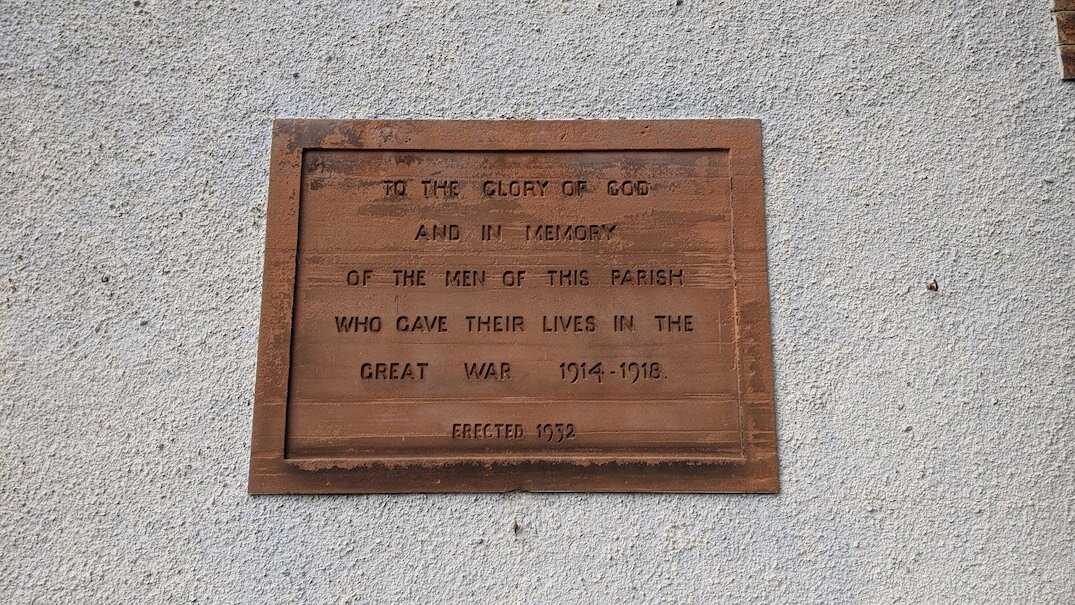 TO THE GLORY OF GOD
AND IN MEMORY
OF THE MEN OF THIS PARISH
WHO GAVE THEIR LIVES IN THE
GREAT WAR 1914-1918.
ERECTED 1932